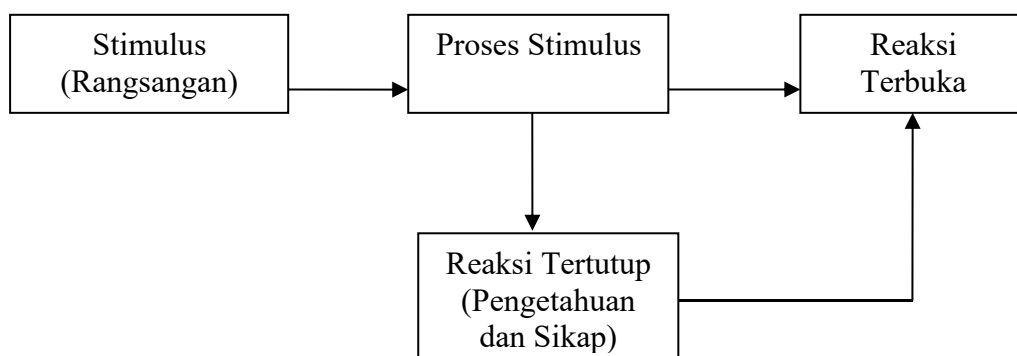 Stimulus
(Rangsangan)
Proses Stimulus
Reaksi
Terbuka
Reaksi Tertutup
(Pengetahuan
dan Sikap)